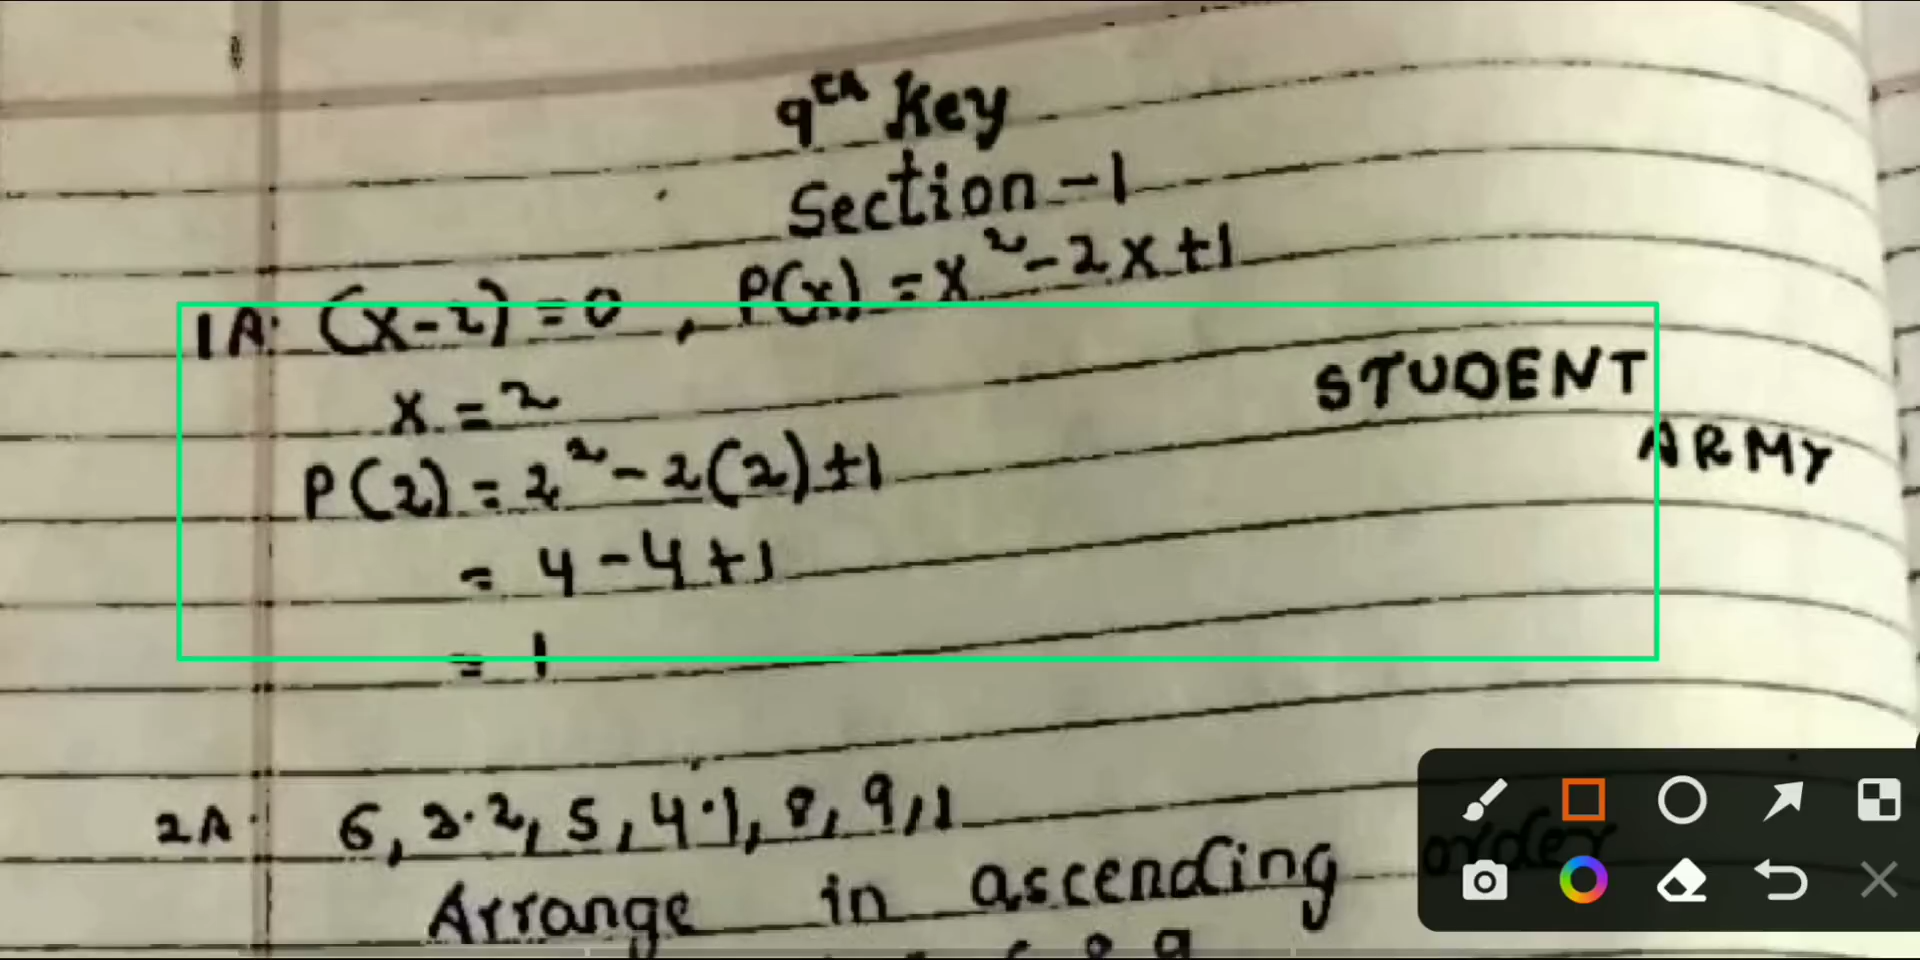 9th Key
Section-1
1A. (x-2)=0, P(x)=x²-2x+1
x=2
P(2)=2²-2(2)+1
= 4-4+1
= 1
STUDENT
ARMY
2A. 6, 2.2, 5, 4.1, 8, 9, 1
Arrange in ascending order